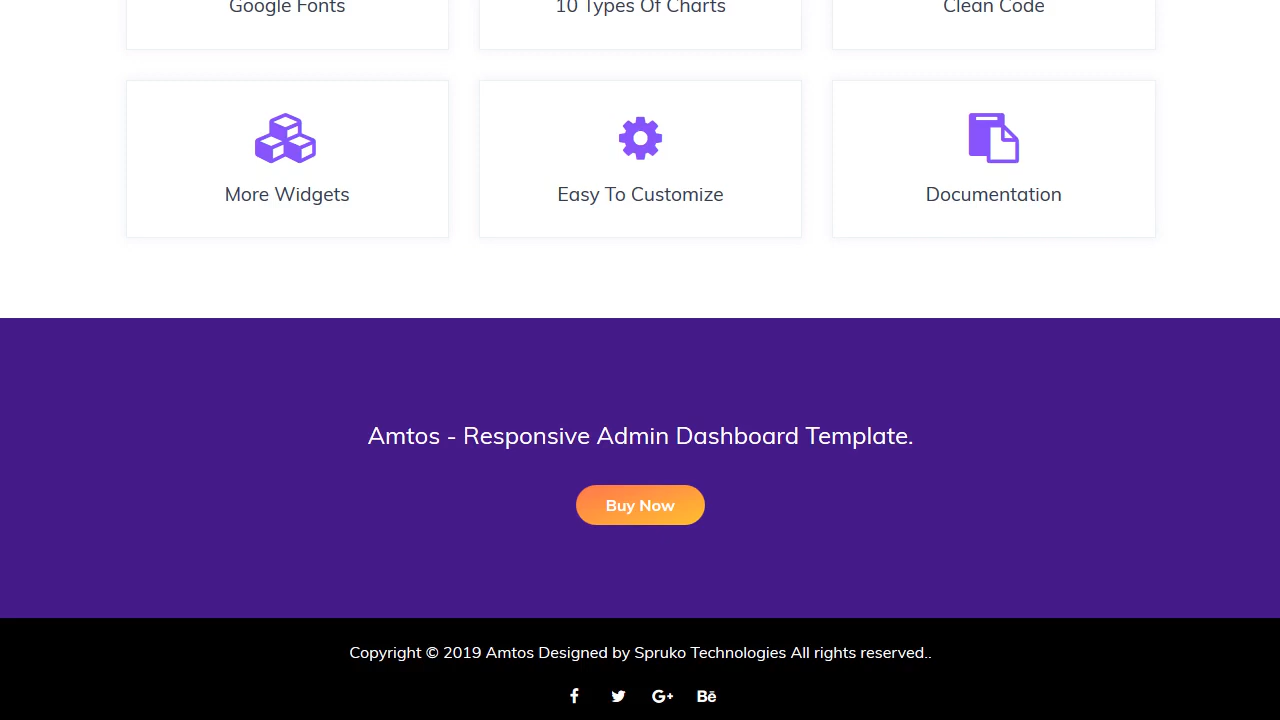 Google Fonts
10 Types Of Charts
Clean Code
More Widgets
Easy To Customize
Documentation
Amtos - Responsive Admin Dashboard Template.
Buy Now
Copyright © 2019 Amtos Designed by Spruko Technologies All rights reserved..